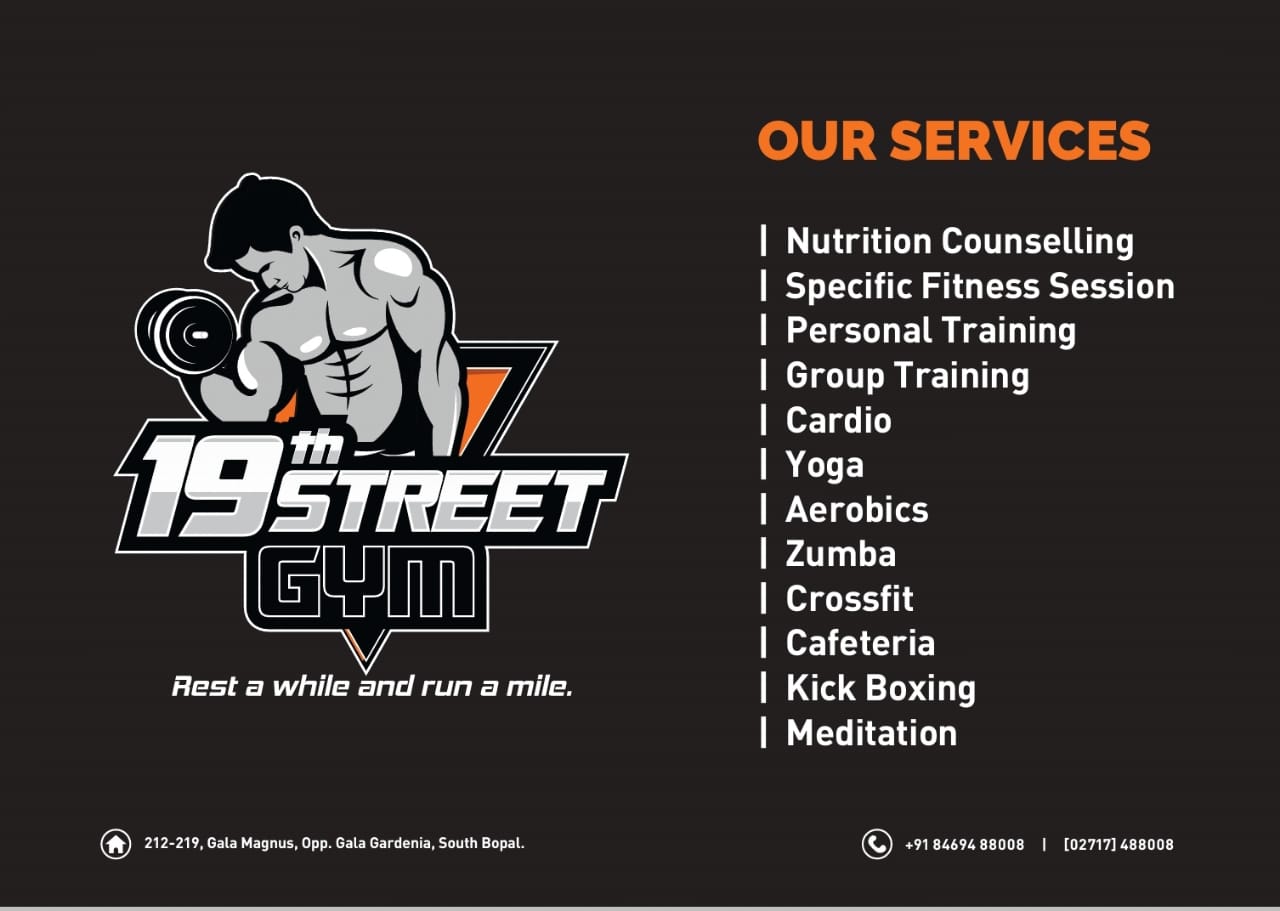 19th STREET
GYM
Rest a while and run a mile.
OUR SERVICES
| Nutrition Counselling
| Specific Fitness Session
| Personal Training
| Group Training
| Cardio
| Yoga
| Aerobics
| Zumba
| Crossfit
| Cafeteria
| Kick Boxing
| Meditation
212-219, Gala Magnus, Opp. Gala Gardenia, South Bopal.
+91 84694 88008 | [02717] 488008